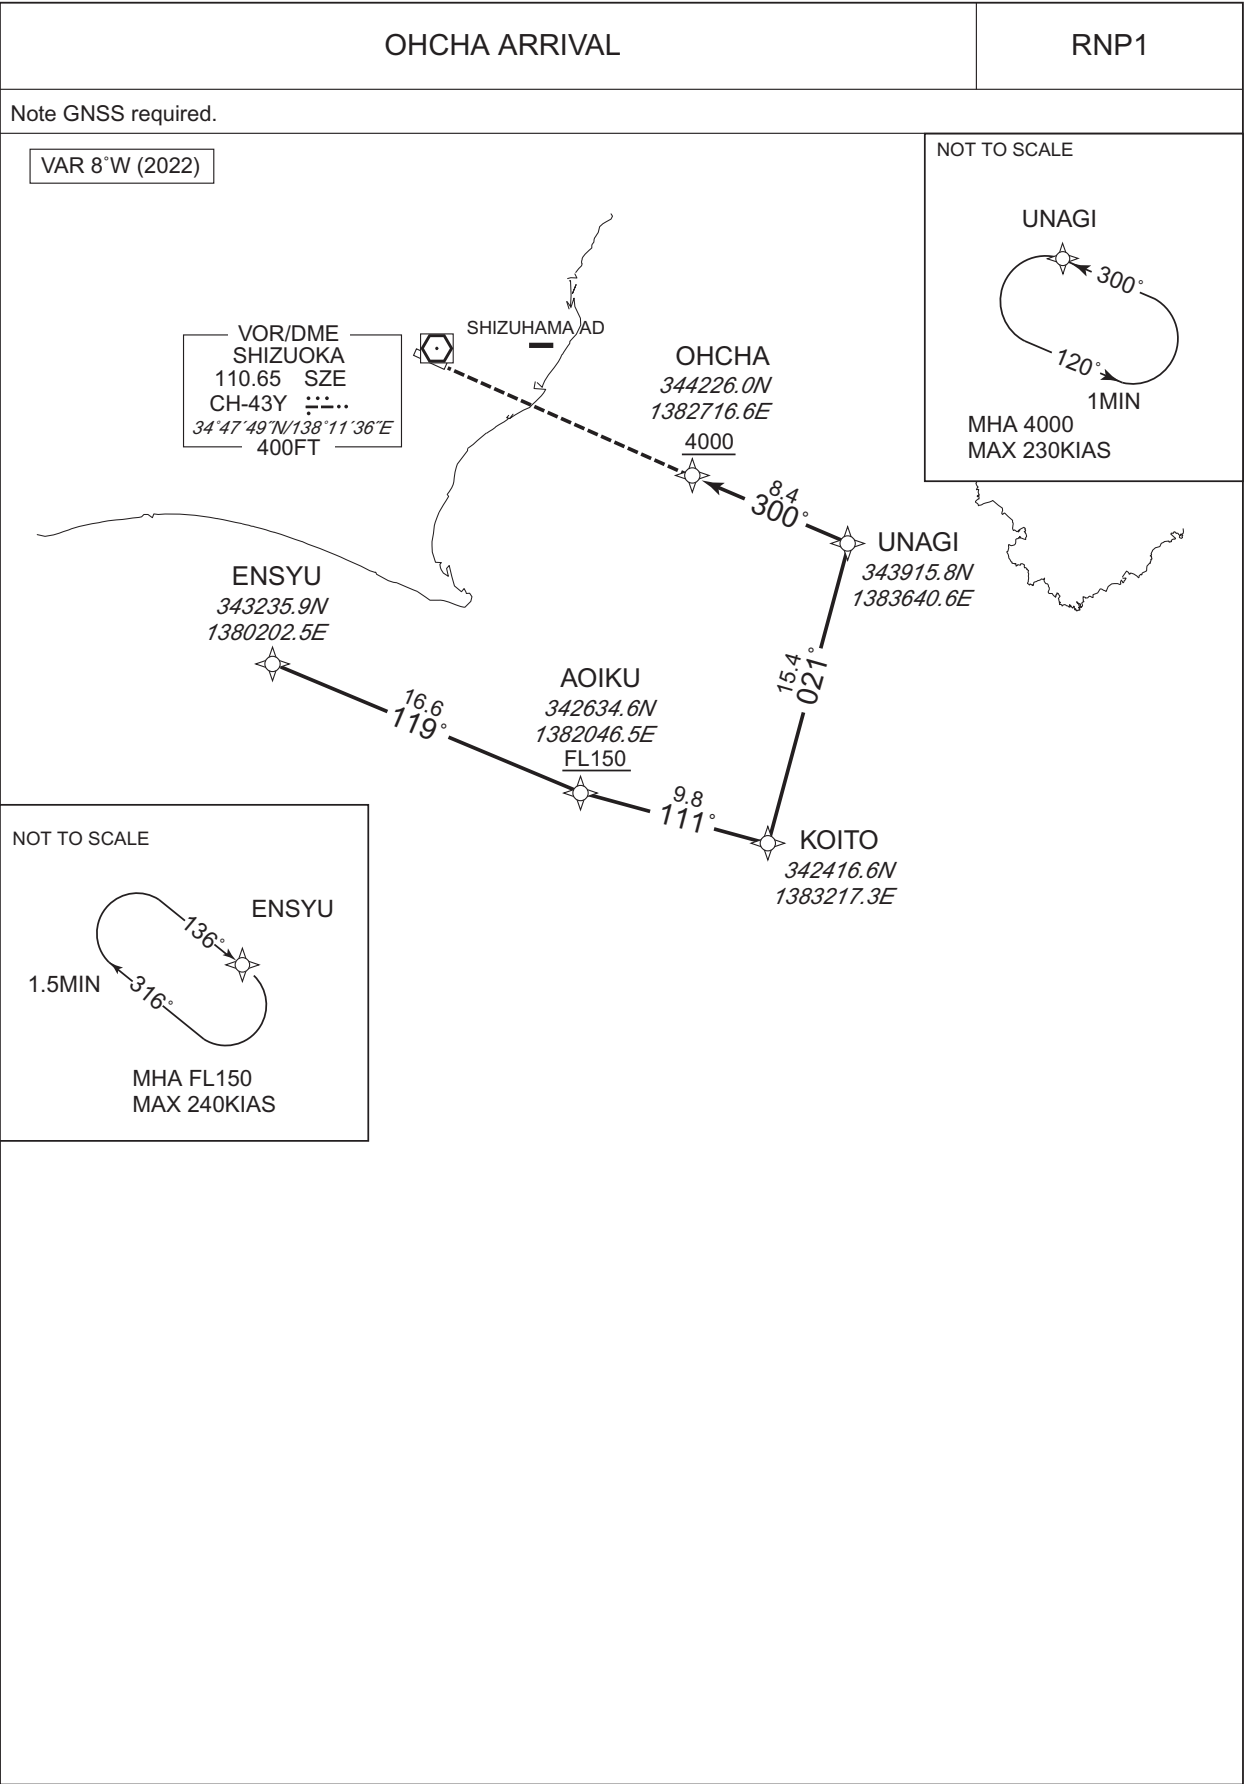 OHCHA ARRIVAL
RNP1
Note GNSS required.
VAR 8°W (2022)
NOT TO SCALE
UNAGI
300°
120°
1MIN
MHA 4000
MAX 230KIAS
VOR/DME
SHIZUOKA
110.65 SZE
CH-43Y
34°47´49˝N/138°11´36˝E
400FT
SHIZUHAMA AD
OHCHA
344226.0N
1382716.6E
4000
8.4
300°
UNAGI
343915.8N
1383640.6E
ENSYU
343235.9N
1380202.5E
15.4
021°
16.6
119°
AOIKU
342634.6N
1382046.5E
FL150
9.8
111°
KOITO
342416.6N
1383217.3E
NOT TO SCALE
ENSYU
136°
1.5MIN
316°
MHA FL150
MAX 240KIAS